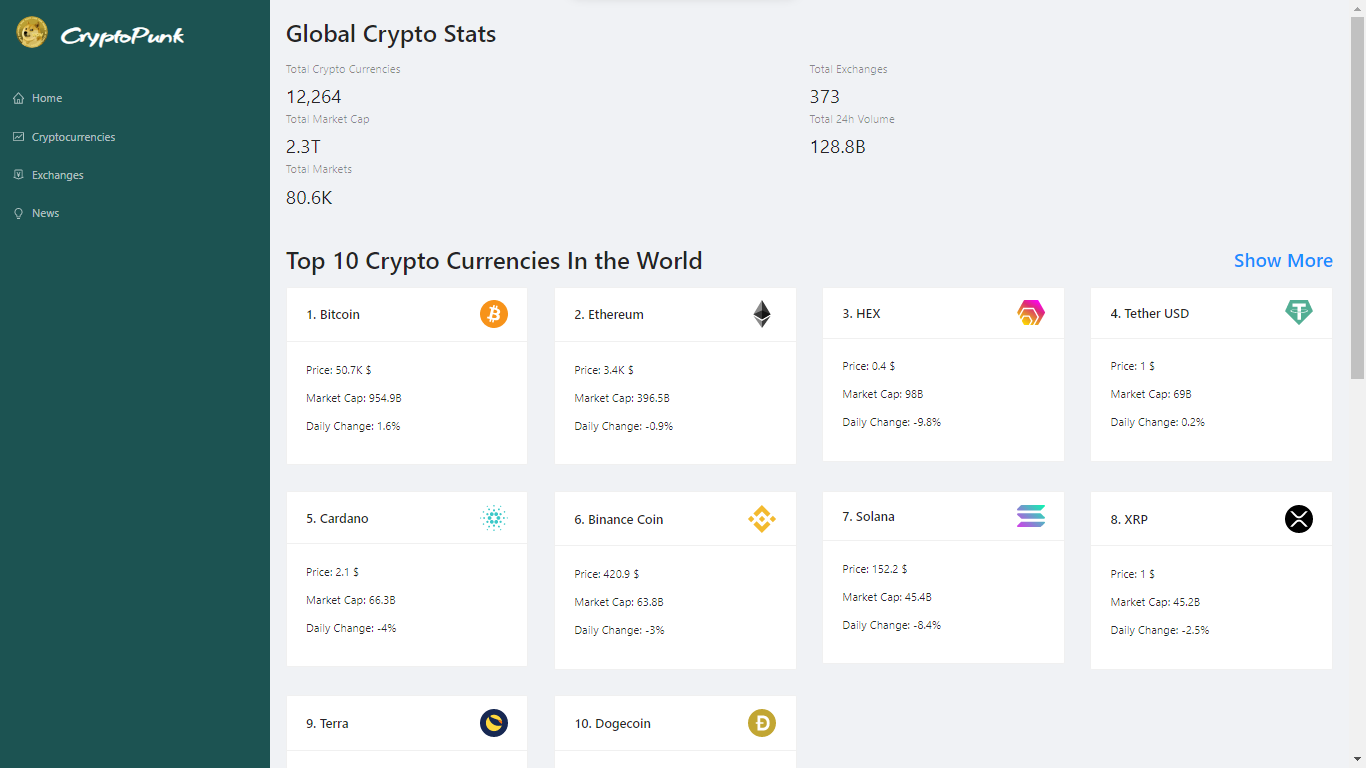 CryptoPunk
Home
Cryptocurrencies
Exchanges
News
Global Crypto Stats
Total Crypto Currencies
12,264
Total Exchanges
373
Total Market Cap
2.3T
Total 24h Volume
128.8B
Total Markets
80.6K
Top 10 Crypto Currencies In the World
Show More
1. Bitcoin
Price: 50.7K $
Market Cap: 954.9B
Daily Change: 1.6%
2. Ethereum
Price: 3.4K $
Market Cap: 396.5B
Daily Change: -0.9%
3. HEX
Price: 0.4 $
Market Cap: 98B
Daily Change: -9.8%
4. Tether USD
Price: 1 $
Market Cap: 69B
Daily Change: 0.2%
5. Cardano
Price: 2.1 $
Market Cap: 66.3B
Daily Change: -4%
6. Binance Coin
Price: 420.9 $
Market Cap: 63.8B
Daily Change: -3%
7. Solana
Price: 152.2 $
Market Cap: 45.4B
Daily Change: -8.4%
8. XRP
Price: 1 $
Market Cap: 45.2B
Daily Change: -2.5%
9. Terra
10. Dogecoin